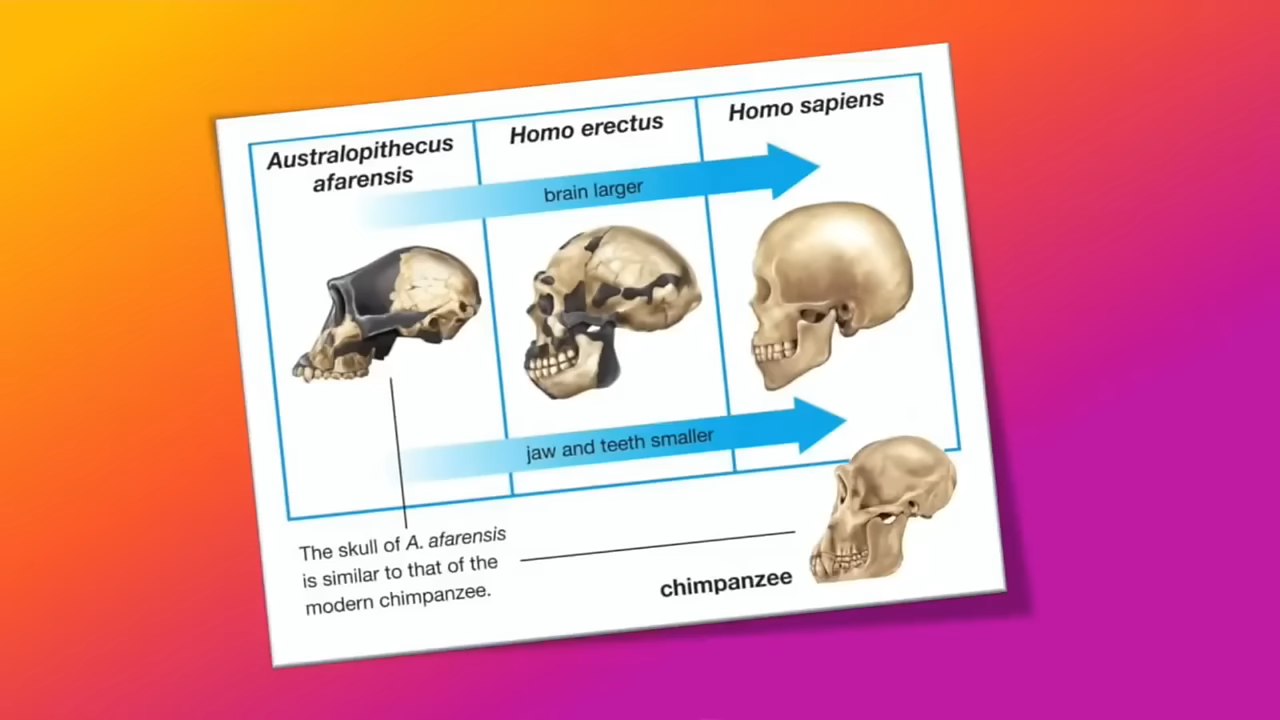 Australopithecus
afarensis
Homo erectus
Homo sapiens
brain larger
jaw and teeth smaller
The skull of A. afarensis
is similar to that of the
modern chimpanzee.
chimpanzee